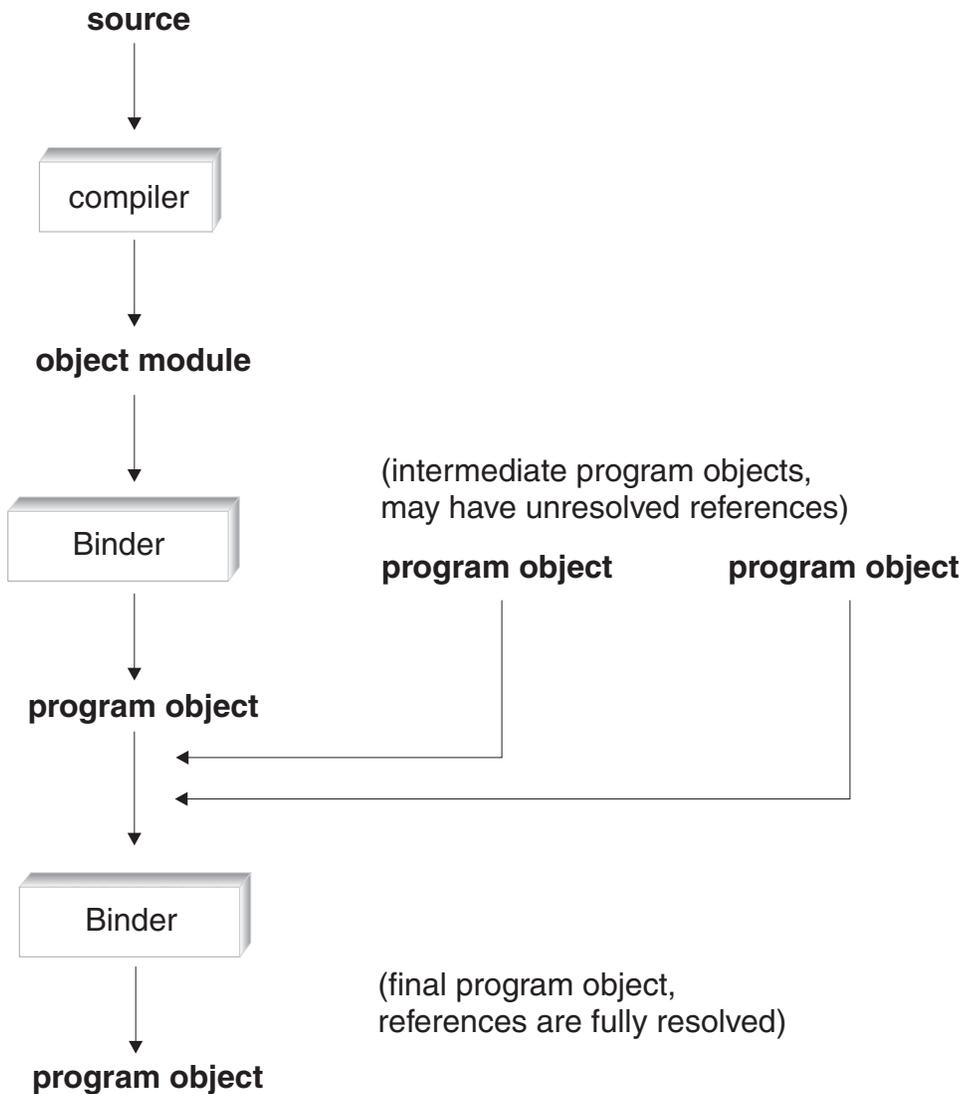 source
compiler
object module
(intermediate program objects,
may have unresolved references)
Binder
program object
program object
program object
Binder
(final program object,
references are fully resolved)
program object